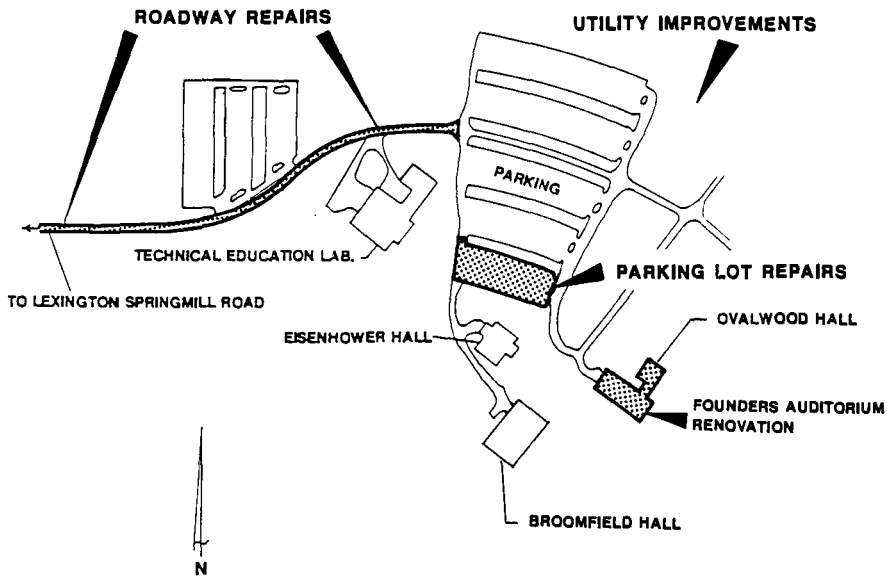 ROADWAY REPAIRS
UTILITY IMPROVEMENTS
PARKING
TECHNICAL EDUCATION LAB.
PARKING LOT REPAIRS
TO LEXINGTON SPRINGMILL ROAD
OVALWOOD HALL
EISENHOWER HALL
FOUNDERS AUDITORIUM
RENOVATION
BROOMFIELD HALL
N